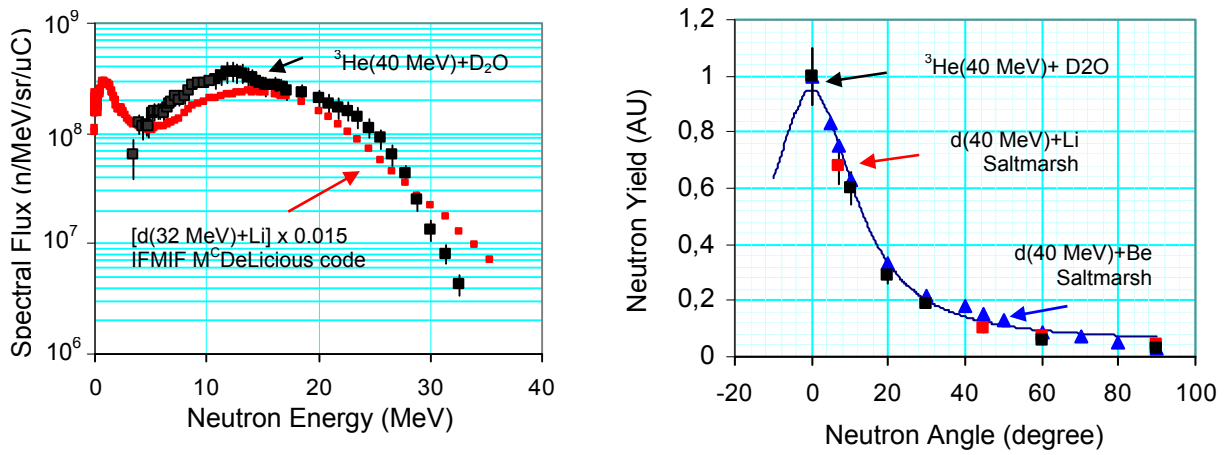 Spectral Flux (n/MeV/sr/uC)
10⁹
10⁸
10⁷
10⁶
³He(40 MeV)+D₂O
[d(32 MeV)+Li] x 0.015
IFMIF MᶜDeLicious code
0
10
20
30
40
Neutron Energy (MeV)
Neutron Yield (AU)
1,2
1
0,8
0,6
0,4
0,2
0
³He(40 MeV)+ D2O
d(40 MeV)+Li
Saltmarsh
d(40 MeV)+Be
Saltmarsh
-20
0
20
40
60
80
100
Neutron Angle (degree)